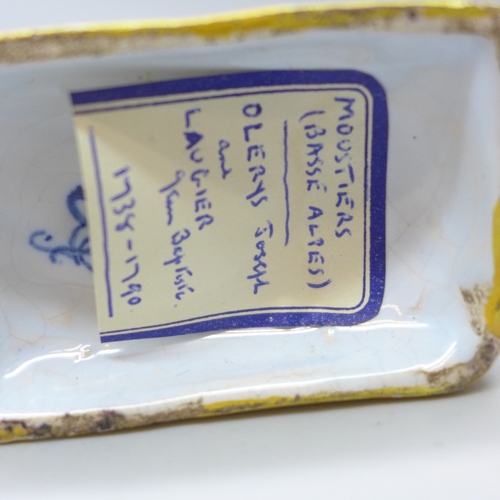 MOUSTIERS
(BASSE ALPES)
OLERYS Joseph
and
LAUGIER
Jean Baptiste.
1738-1790